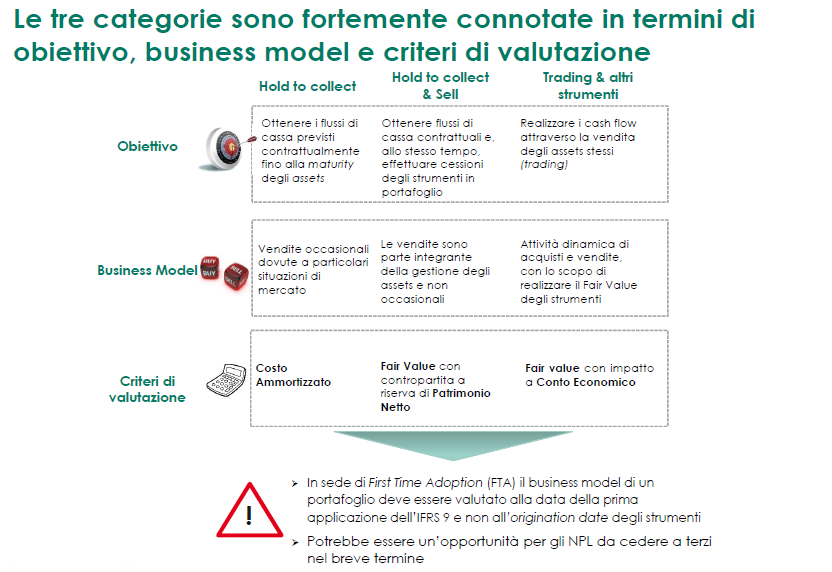 Le tre categorie sono fortemente connotate in termini di
obiettivo, business model e criteri di valutazione
Hold to collect
Hold to collect
& Sell
Trading & altri
strumenti
Obiettivo
Ottenere i flussi di
cassa previsti
contrattualmente
fino alla maturity
degli assets
Ottenere flussi di
cassa contrattuali e,
allo stesso tempo,
effettuare cessioni
degli strumenti in
portafoglio
Realizzare i cash flow
attraverso la vendita
degli assets stessi
(trading)
Business Model
BUY
BUY
SELL
SELL
Vendite occasionali
dovute a particolari
situazioni di
mercato
Le vendite sono
parte integrante
della gestione degli
assets e non
occasionali
Attività dinamica di
acquisti e vendite,
con lo scopo di
realizzare il Fair Value
degli strumenti
Criteri di
valutazione
Costo
Ammortizzato
Fair Value con
contropartita a
riserva di Patrimonio
Netto
Fair value con impatto
a Conto Economico
!
➢ In sede di First Time Adoption (FTA) il business model di un
portafoglio deve essere valutato alla data della prima
applicazione dell'IFRS 9 e non all'origination date degli strumenti
➢ Potrebbe essere un'opportunità per gli NPL da cedere a terzi
nel breve termine